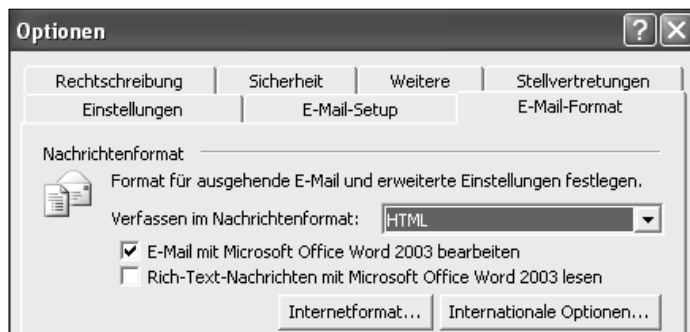 Optionen
Rechtschreibung Sicherheit Weitere Stellvertretungen
Einstellungen E-Mail-Setup E-Mail-Format
Nachrichtenformat
Format für ausgehende E-Mail und erweiterte Einstellungen festlegen.
Verfassen im Nachrichtenformat: HTML
E-Mail mit Microsoft Office Word 2003 bearbeiten
Rich-Text-Nachrichten mit Microsoft Office Word 2003 lesen
Internetformat... Internationale Optionen...